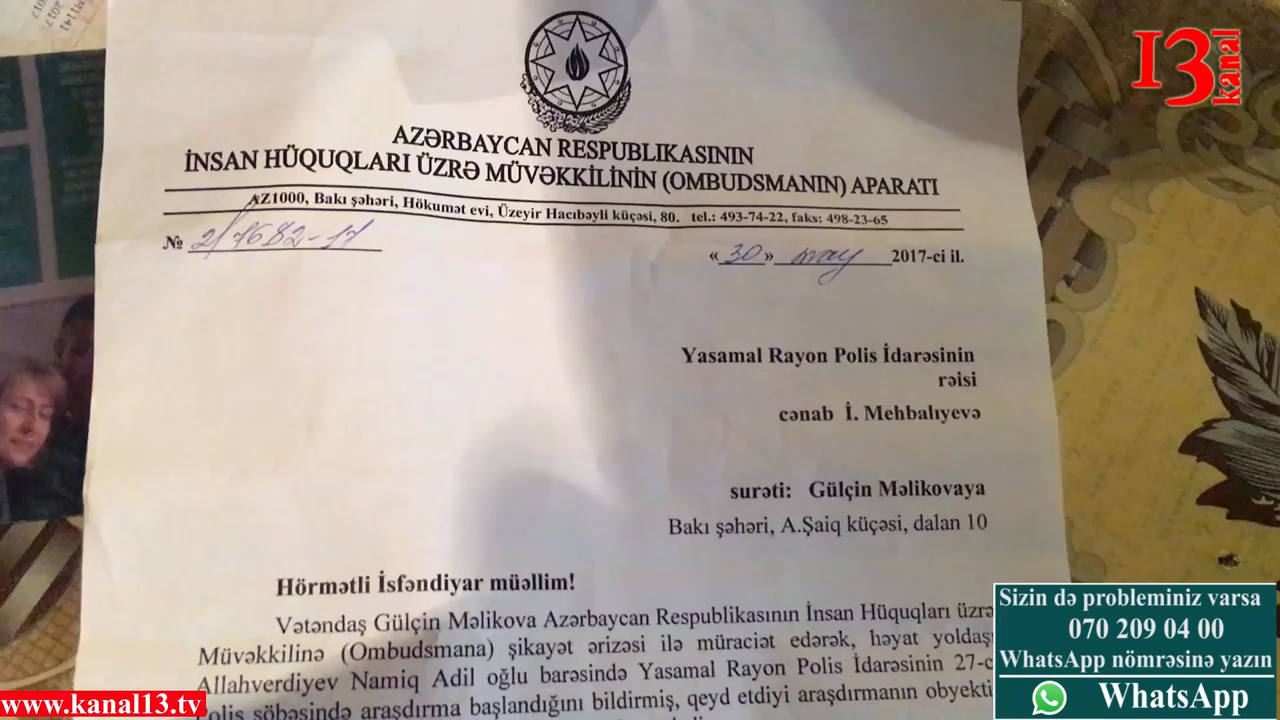 13 kanal
AZƏRBAYCAN RESPUBLIKASININ
İNSAN HÜQUQLARI ÜZRƏ MÜVƏKKİLİNİN (OMBUDSMANIN) APARATI
AZ1000, Bakı şəhəri, Hökumət evi, Üzeyir Hacıbəyli küçəsi, 80. tel.: 493-74-22, faks: 498-23-65
№ 2/7682-17
«30» may 2017-ci il.
Yasamal Rayon Polis İdarəsinin
rəisi
cənab İ. Mehbalıyevə
surəti: Gülçin Məlikovaya
Bakı şəhəri, A.Şaiq küçəsi, dalan 10
Hörmətli İsfəndiyar müəllim!
Vətəndaş Gülçin Məlikova Azərbaycan Respublikasının İnsan Hüquqları üzrə
Müvəkkilinə (Ombudsmana) şikayət ərizəsi ilə müraciət edərək, həyat yoldaşı
Allahverdiyev Namiq Adil oğlu barəsində Yasamal Rayon Polis İdarəsinin 27-c
Polis şöbəsində araşdırma başlandığını bildirmiş, qeyd etdiyi araşdırmanın obyekti
www.kanal13.tv
Sizin də probleminiz varsa
070 209 04 00
WhatsApp nömrəsinə yazın
WhatsApp